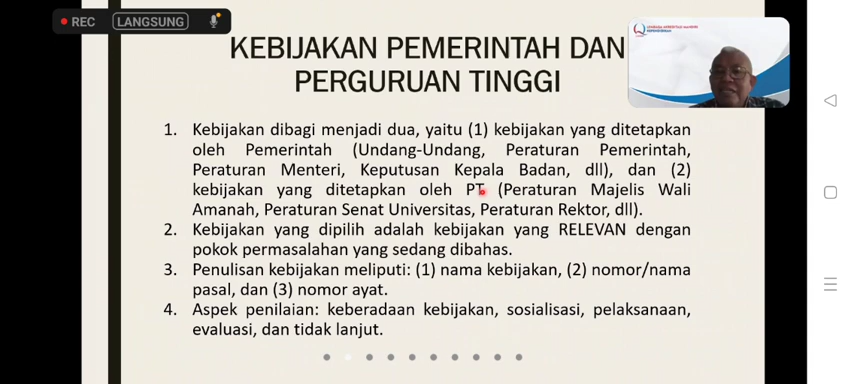 REC LANGSUNG
KEBIJAKAN PEMERINTAH DAN
PERGURUAN TINGGI
1. Kebijakan dibagi menjadi dua, yaitu (1) kebijakan yang ditetapkan
oleh Pemerintah (Undang-Undang, Peraturan Pemerintah,
Peraturan Menteri, Keputusan Kepala Badan, dll), dan (2)
kebijakan yang ditetapkan oleh PT (Peraturan Majelis Wali
Amanah, Peraturan Senat Universitas, Peraturan Rektor, dll).
2. Kebijakan yang dipilih adalah kebijakan yang RELEVAN dengan
pokok permasalahan yang sedang dibahas.
3. Penulisan kebijakan meliputi: (1) nama kebijakan, (2) nomor/nama
pasal, dan (3) nomor ayat.
4. Aspek penilaian: keberadaan kebijakan, sosialisasi, pelaksanaan,
evaluasi, dan tidak lanjut.